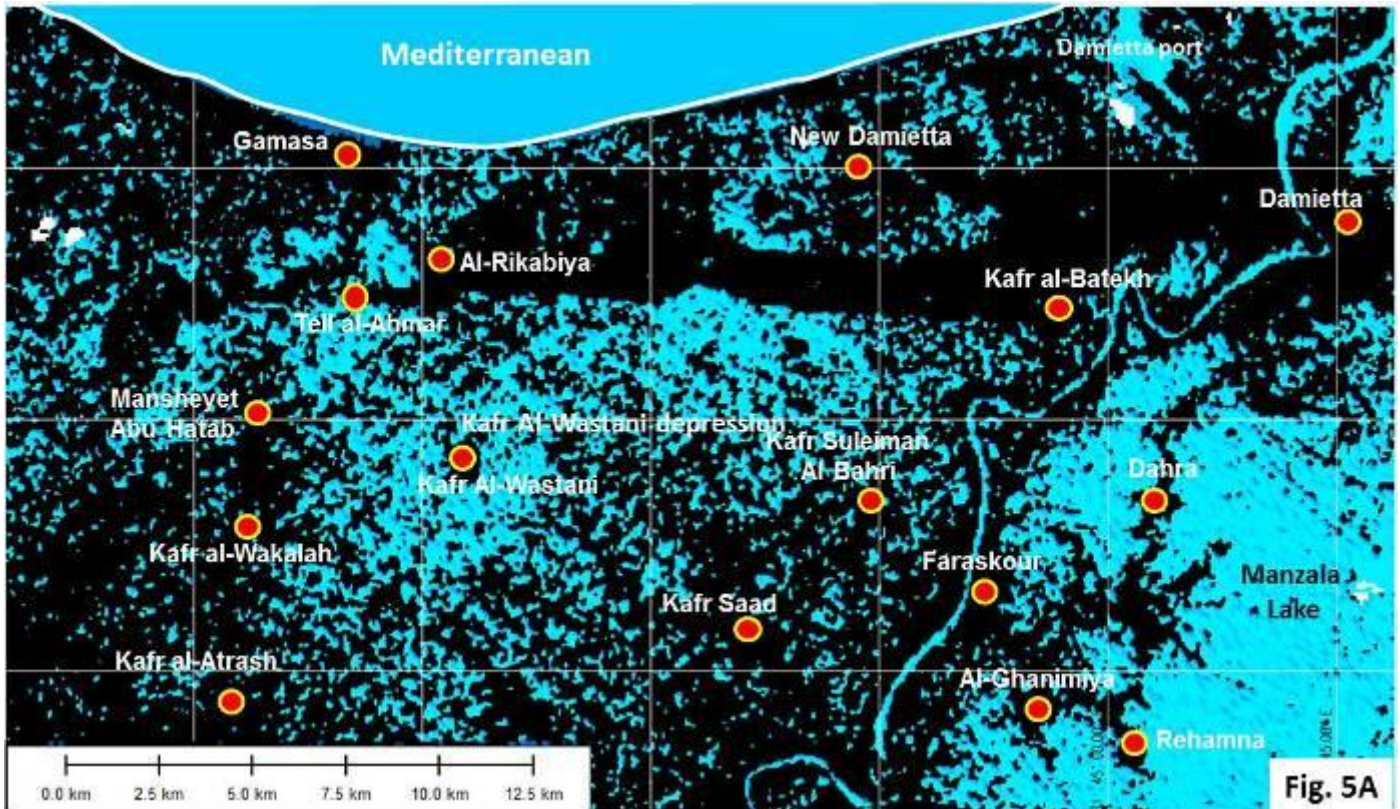 Mediterranean
Damietta port
Gamasa
New Damietta
Damietta
Al-Rikabiya
Kafr al-Batekh
Tell al-Ahmar
Mansheyet
Abu Hatab
Kafr Al-Wastani depression
Kafr Al-Wastani
Kafr Suleiman
Al Bahri
Dahra
Kafr al-Wakalah
Faraskour
Manzala
Lake
Kafr Saad
Kafr al-Atrash
Al-Ghanimiya
Rehamna
0.0 km
2.5 km
5.0 km
7.5 km
10.0 km
12.5 km
Fig. 5A